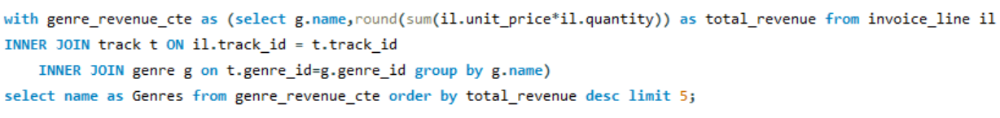 with genre_revenue_cte as (select g.name,round(sum(il.unit_price*il.quantity)) as total_revenue from invoice_line il
INNER JOIN track t ON il.track_id = t.track_id
    INNER JOIN genre g on t.genre_id=g.genre_id group by g.name)
select name as Genres from genre_revenue_cte order by total_revenue desc limit 5;